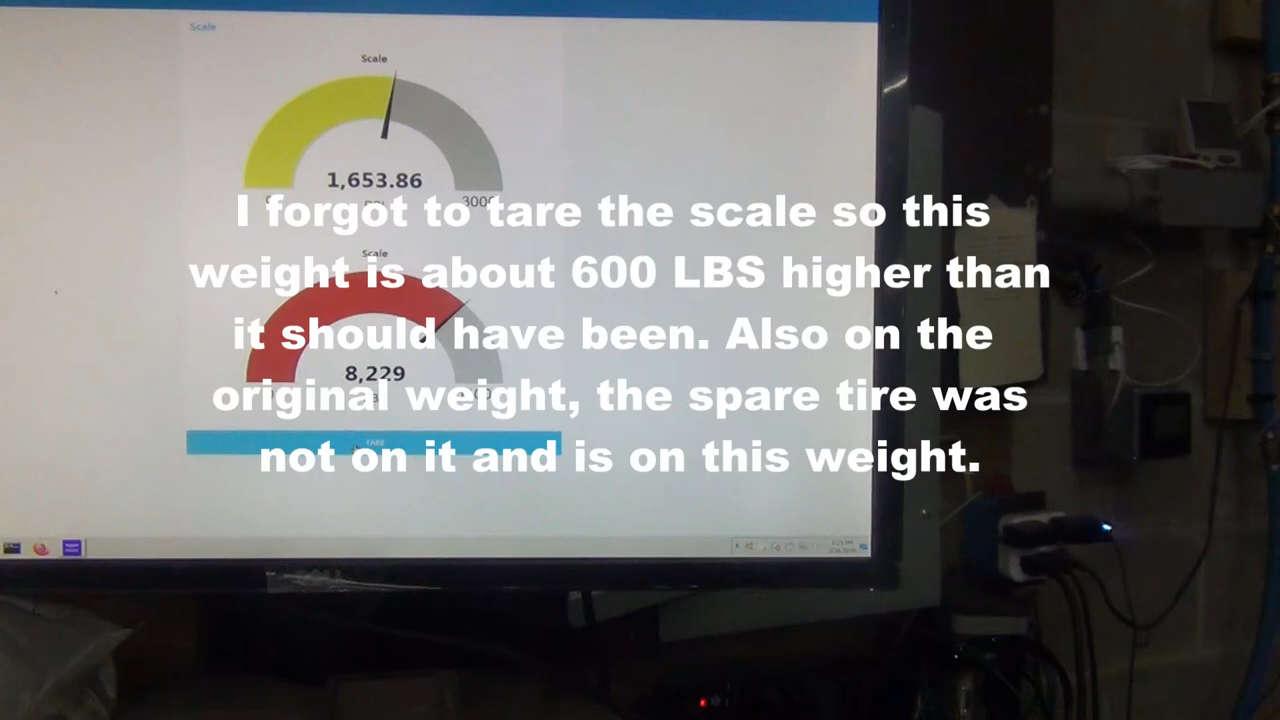 Scale
Scale
1,653.86
I forgot to tare the scale so this
Scale
weight is about 600 LBS higher than
it should have been. Also on the
8,229
original weight, the spare tire was
TARE
not on it and is on this weight.